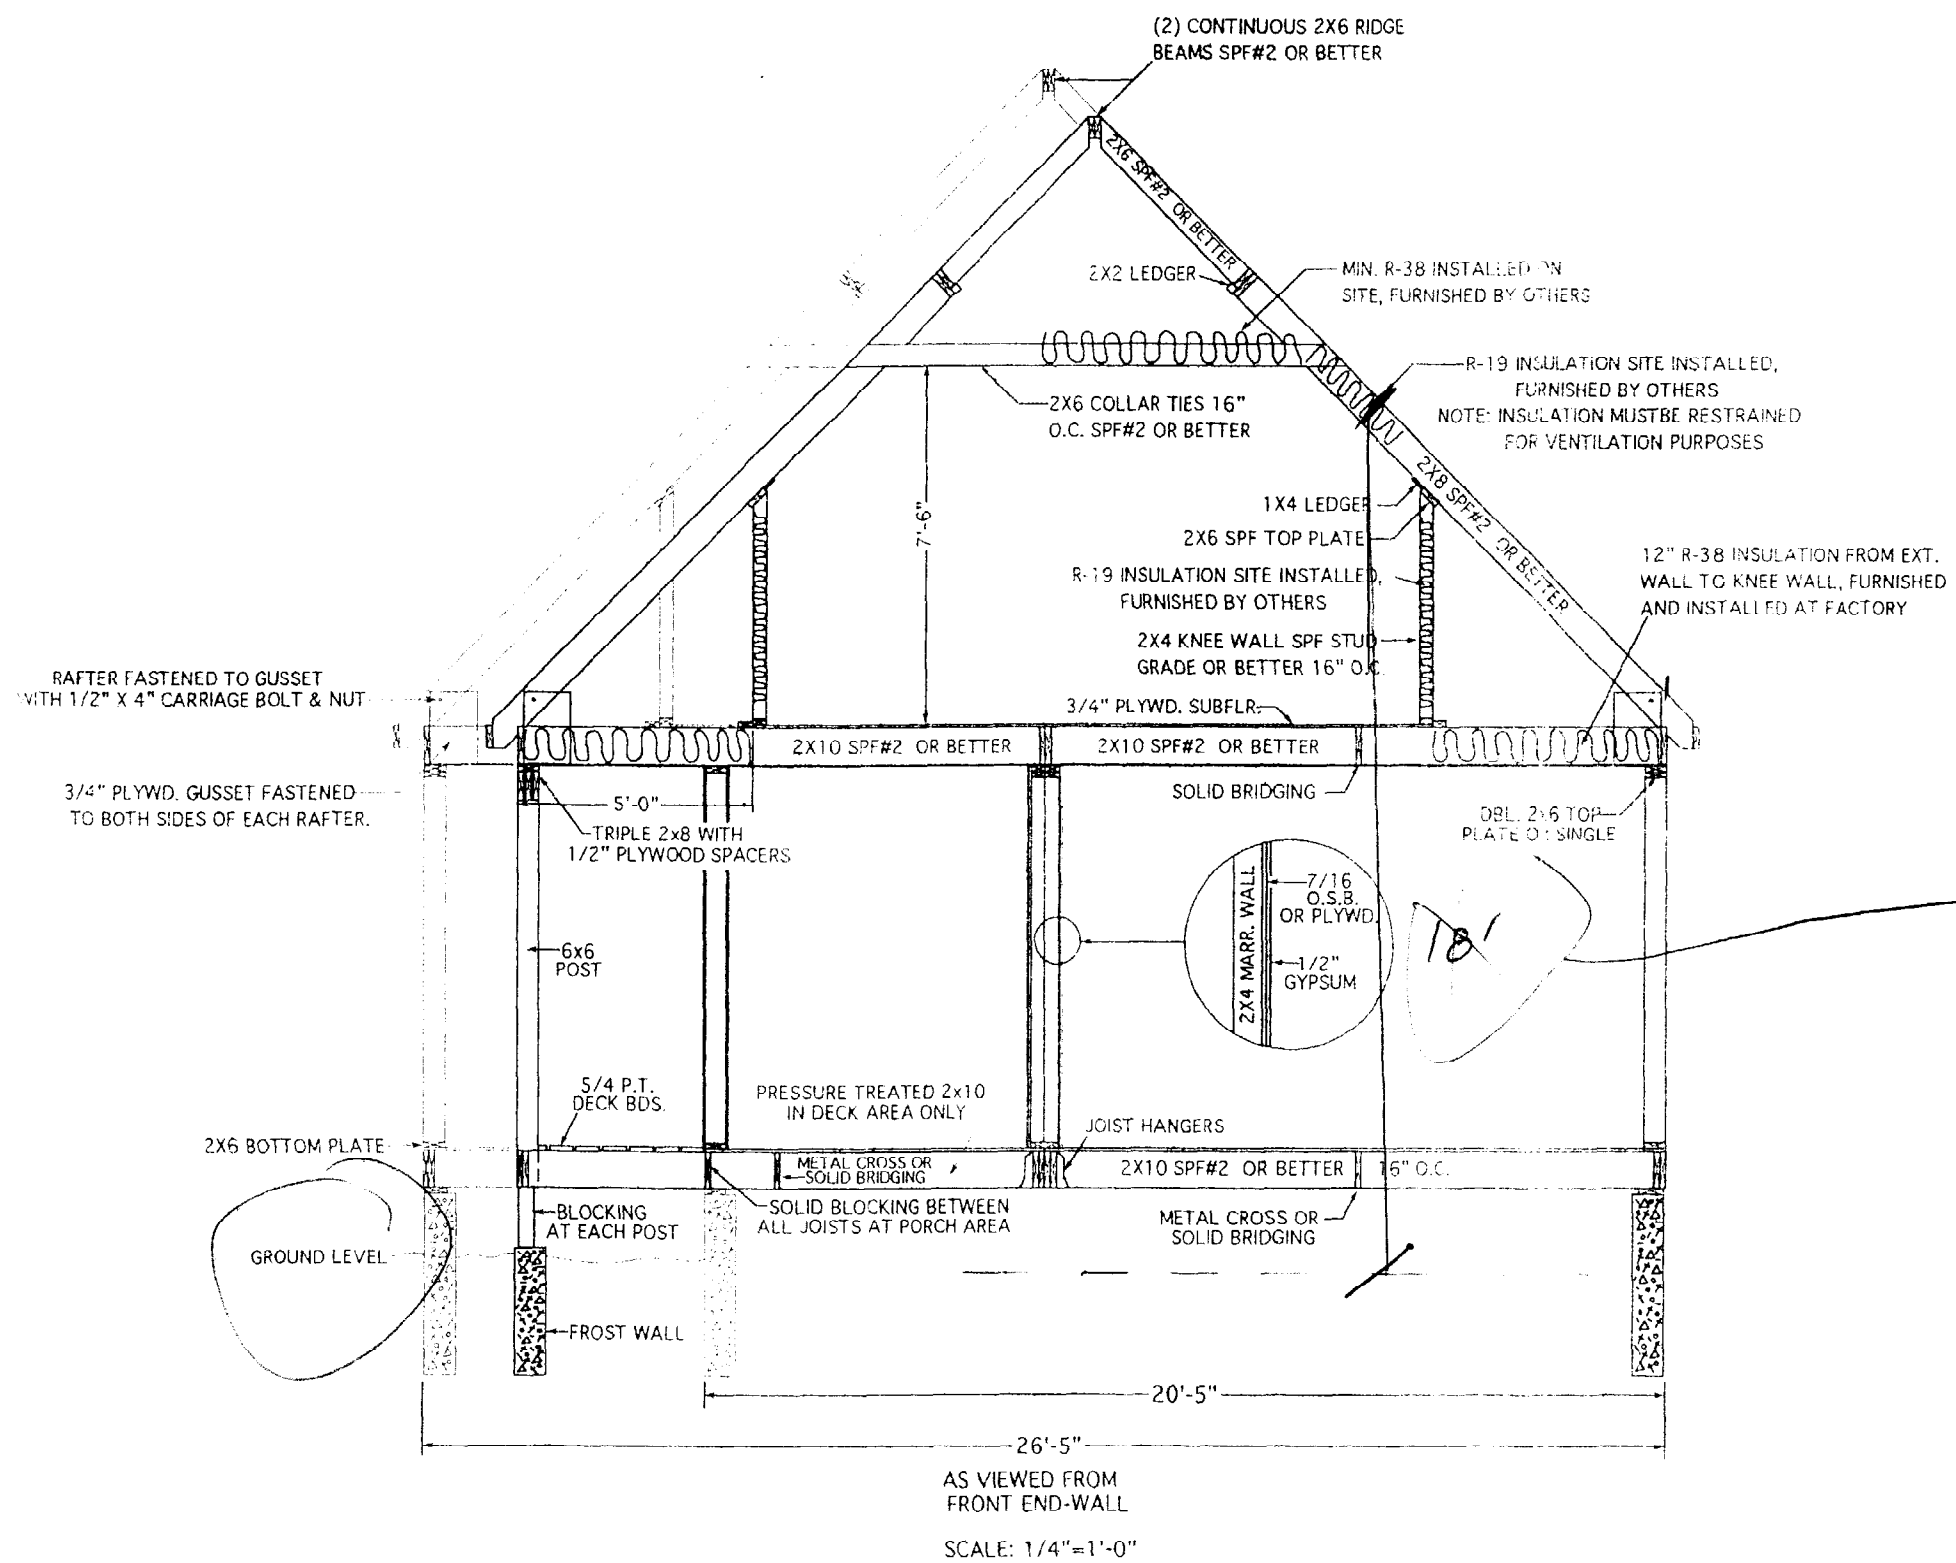 (2) CONTINUOUS 2X6 RIDGE
BEAMS SPF#2 OR BETTER
2X6 SPF#2 OR BETTER
2X2 LEDGER
MIN. R-38 INSTALLED ON
SITE, FURNISHED BY OTHERS
R-19 INSULATION SITE INSTALLED,
FURNISHED BY OTHERS
NOTE: INSULATION MUSTBE RESTRAINED
FOR VENTILATION PURPOSES
2X6 COLLAR TIES 16"
O.C. SPF#2 OR BETTER
7'-6"
2X8 SPF#2 OR BETTER
1X4 LEDGER
2X6 SPF TOP PLATE
R-19 INSULATION SITE INSTALLED,
FURNISHED BY OTHERS
12" R-38 INSULATION FROM EXT.
WALL TO KNEE WALL, FURNISHED
AND INSTALLED AT FACTORY
2X4 KNEE WALL SPF STUD
GRADE OR BETTER 16" O.C.
RAFTER FASTENED TO GUSSET
WITH 1/2" X 4" CARRIAGE BOLT & NUT
3/4" PLYWD. SUBFLR.
2X10 SPF#2 OR BETTER
2X10 SPF#2 OR BETTER
3/4" PLYWD. GUSSET FASTENED
TO BOTH SIDES OF EACH RAFTER.
5'-0"
SOLID BRIDGING
TRIPLE 2x8 WITH
1/2" PLYWOOD SPACERS
DBL. 2x6 TOP
PLATE SINGLE
2X4 MARR. WALL
7/16
O.S.B.
OR PLYWD.
1/2"
GYPSUM
18'
6x6
POST
5/4 P.T.
DECK BDS.
PRESSURE TREATED 2x10
IN DECK AREA ONLY
JOIST HANGERS
2X6 BOTTOM PLATE
METAL CROSS OR
SOLID BRIDGING
2X10 SPF#2 OR BETTER
16" O.C.
BLOCKING
AT EACH POST
SOLID BLOCKING BETWEEN
ALL JOISTS AT PORCH AREA
METAL CROSS OR
SOLID BRIDGING
GROUND LEVEL
FROST WALL
20'-5"
26'-5"
AS VIEWED FROM
FRONT END-WALL
SCALE: 1/4"=1'-0"